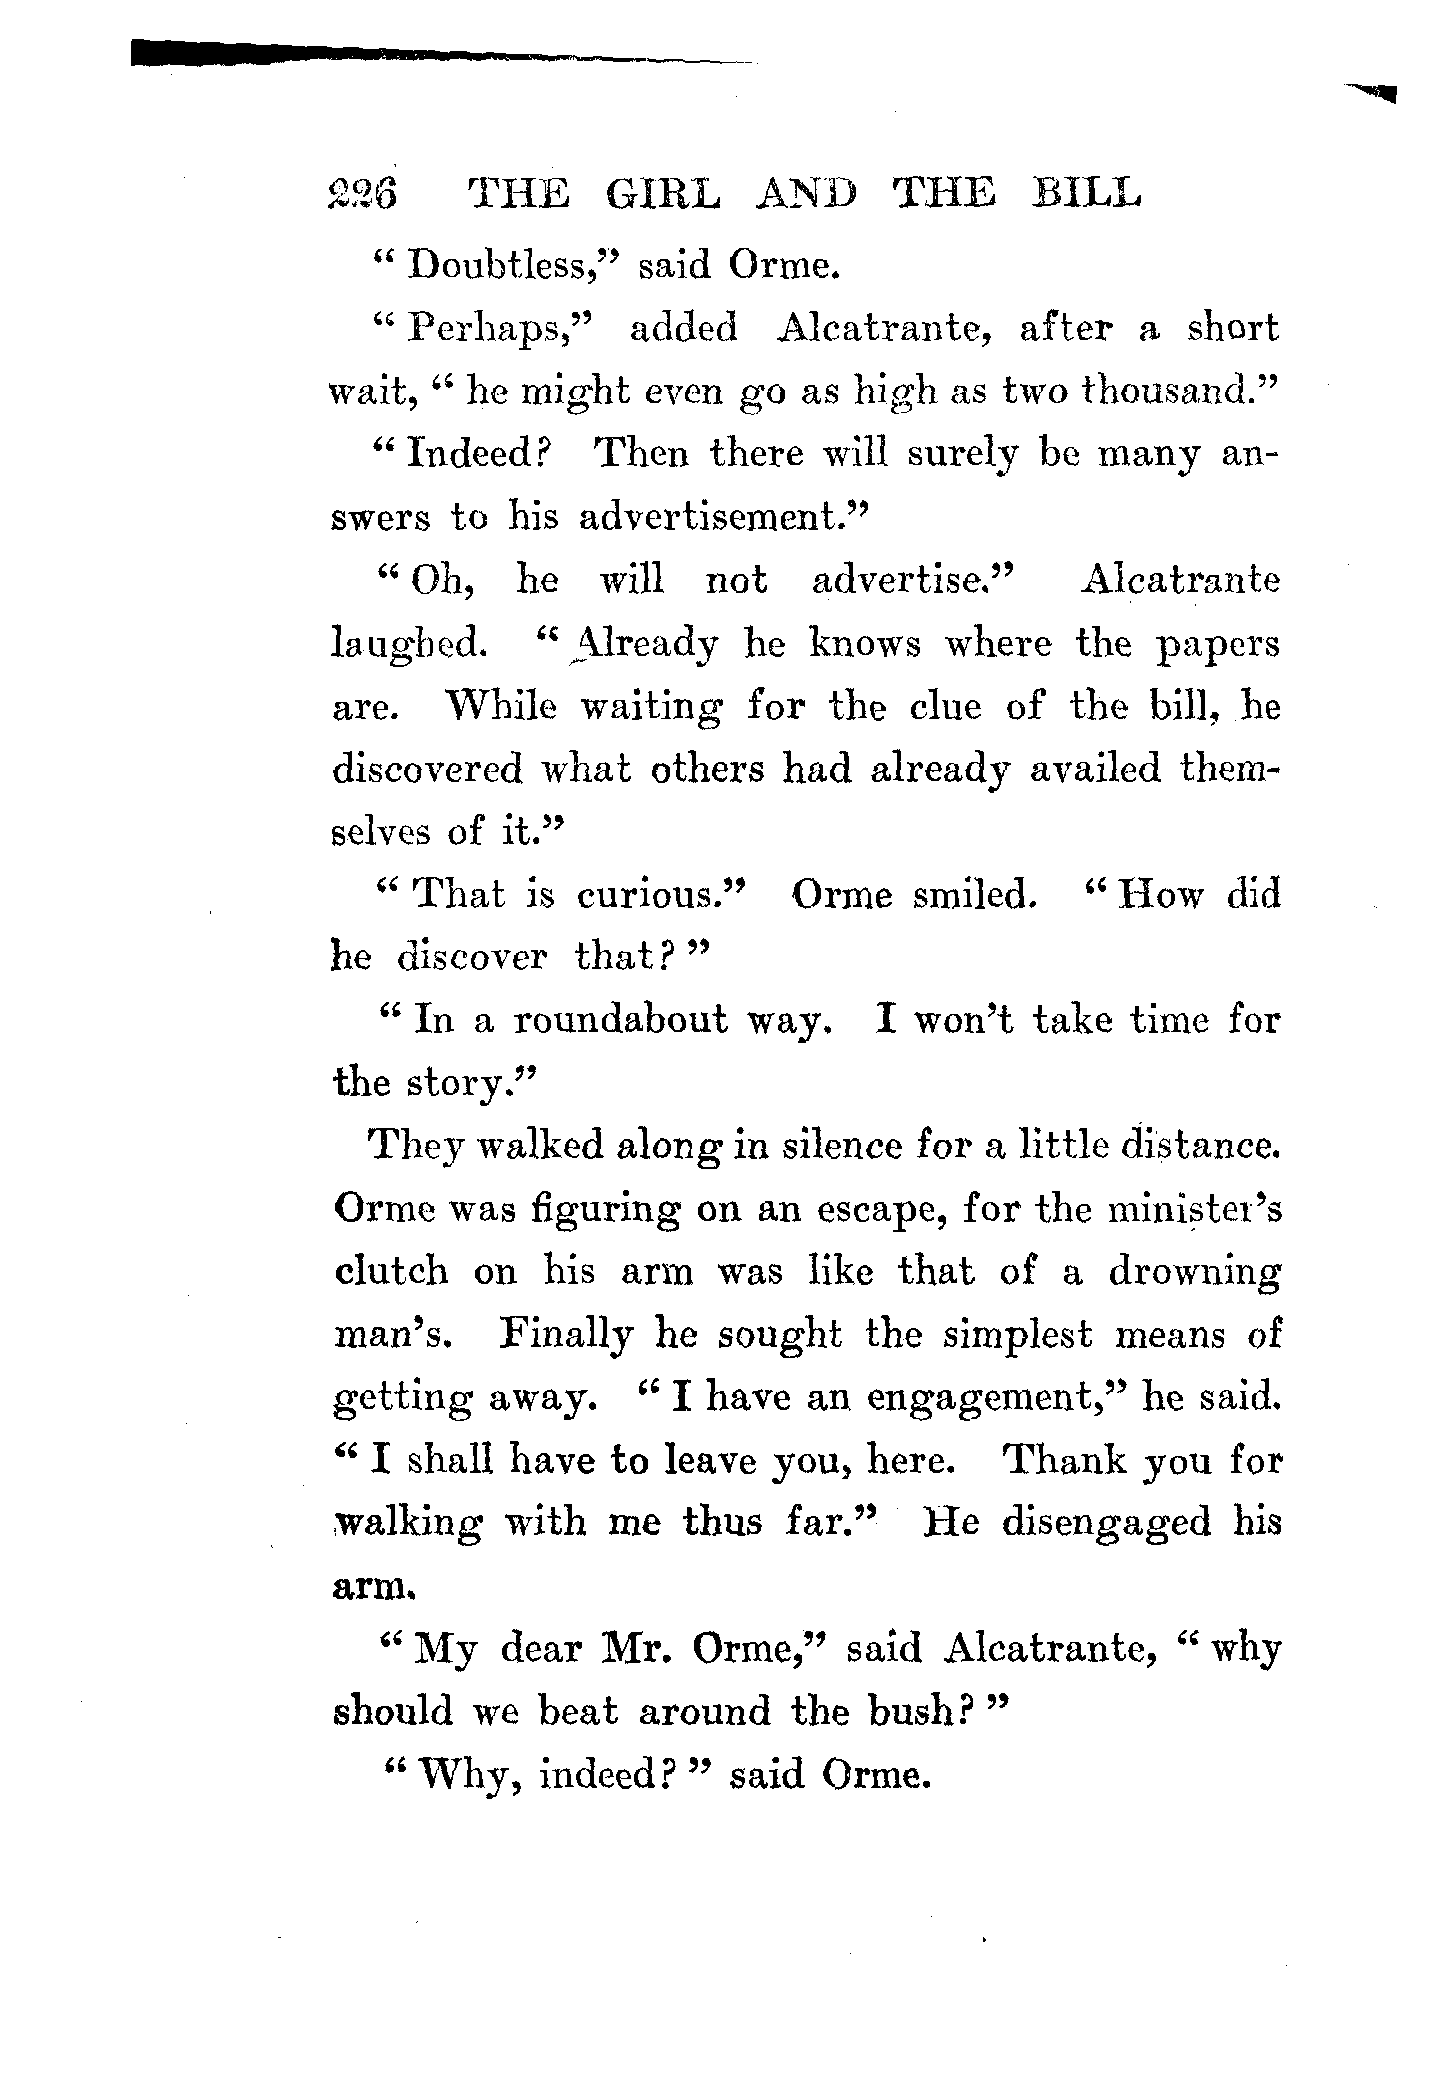 226 THE GIRL AND THE BILL
“ Doubtless,” said Orme.
“ Perhaps,” added Alcatrante, after a short
wait, “ he might even go as high as two thousand.”
“ Indeed? Then there will surely be many an-
swers to his advertisement.”
“ Oh, he will not advertise.” Alcatrante
laughed. “ Already he knows where the papers
are. While waiting for the clue of the bill, he
discovered what others had already availed them-
selves of it.”
“ That is curious.” Orme smiled. “ How did
he discover that? ”
“ In a roundabout way. I won’t take time for
the story.”
They walked along in silence for a little distance.
Orme was figuring on an escape, for the minister’s
clutch on his arm was like that of a drowning
man’s. Finally he sought the simplest means of
getting away. “ I have an engagement,” he said.
“ I shall have to leave you, here. Thank you for
walking with me thus far.” He disengaged his
arm.
“ My dear Mr. Orme,” said Alcatrante, “ why
should we beat around the bush? ”
“ Why, indeed? ” said Orme.